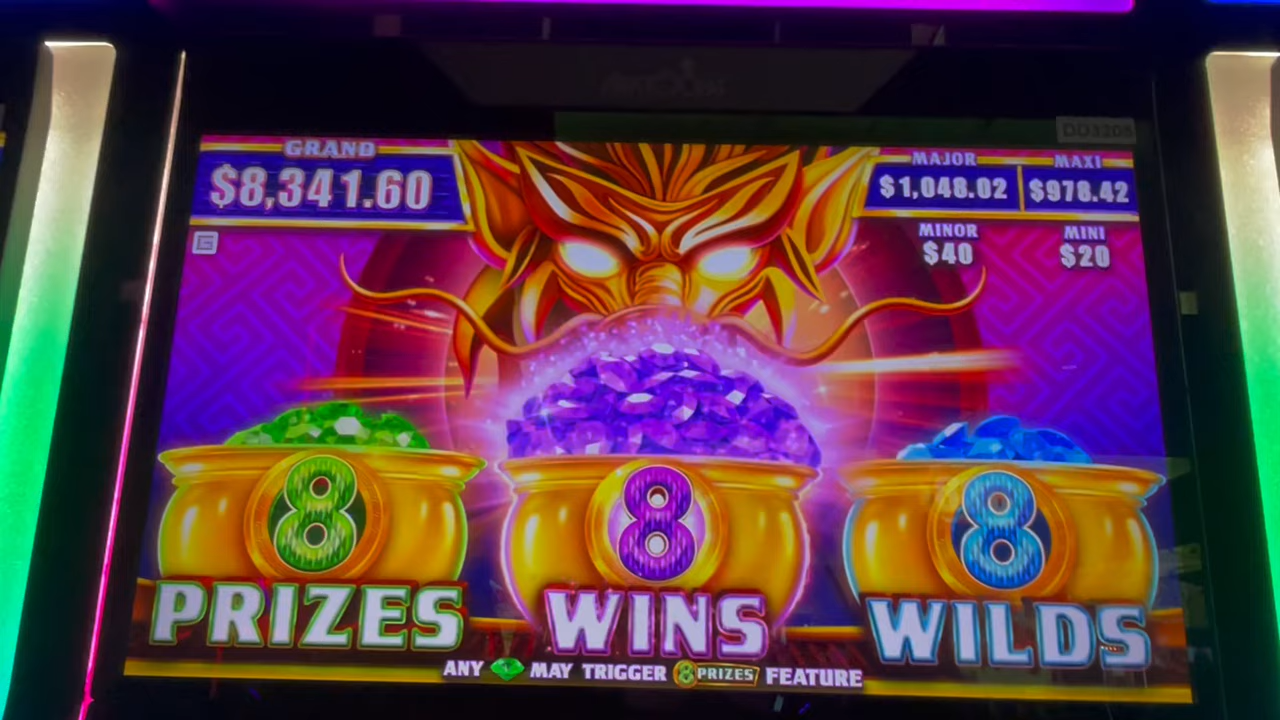 DD3205
GRAND
$8,341.60
MAJOR
$1,048.02
MAXI
$978.42
MINOR
$40
MINI
$20
8
PRIZES
8
WINS
8
WILDS
ANY MAY TRIGGER 8 PRIZES FEATURE